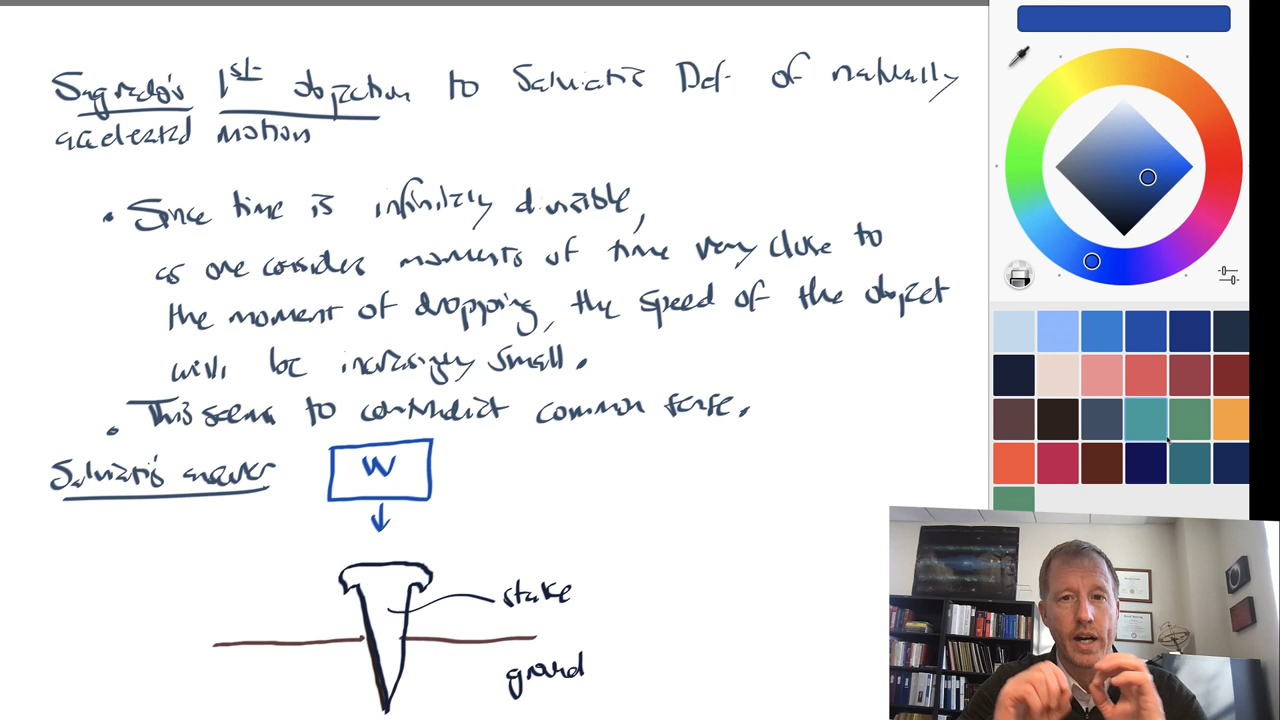 Sagredo's 1st objection to Salviati's Def. of naturally
accelerated motion
• Since time is infinitely divisible,
as one considers moments of time very close to
the moment of dropping, the speed of the object
will be increasingly small.
• This seems to contradict common sense.
Salviati's answer
W
stake
ground